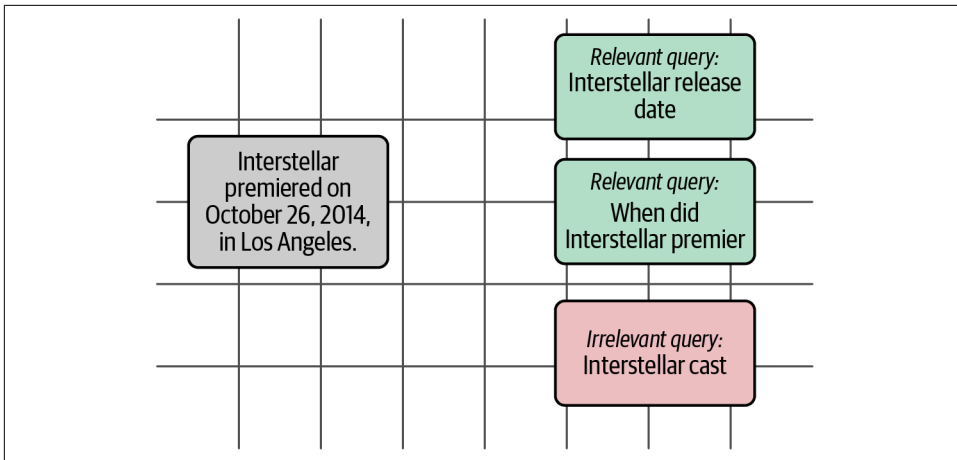 Interstellar
premiered on
October 26, 2014,
in Los Angeles.
Relevant query:
Interstellar release
date
Relevant query:
When did
Interstellar premier
Irrelevant query:
Interstellar cast